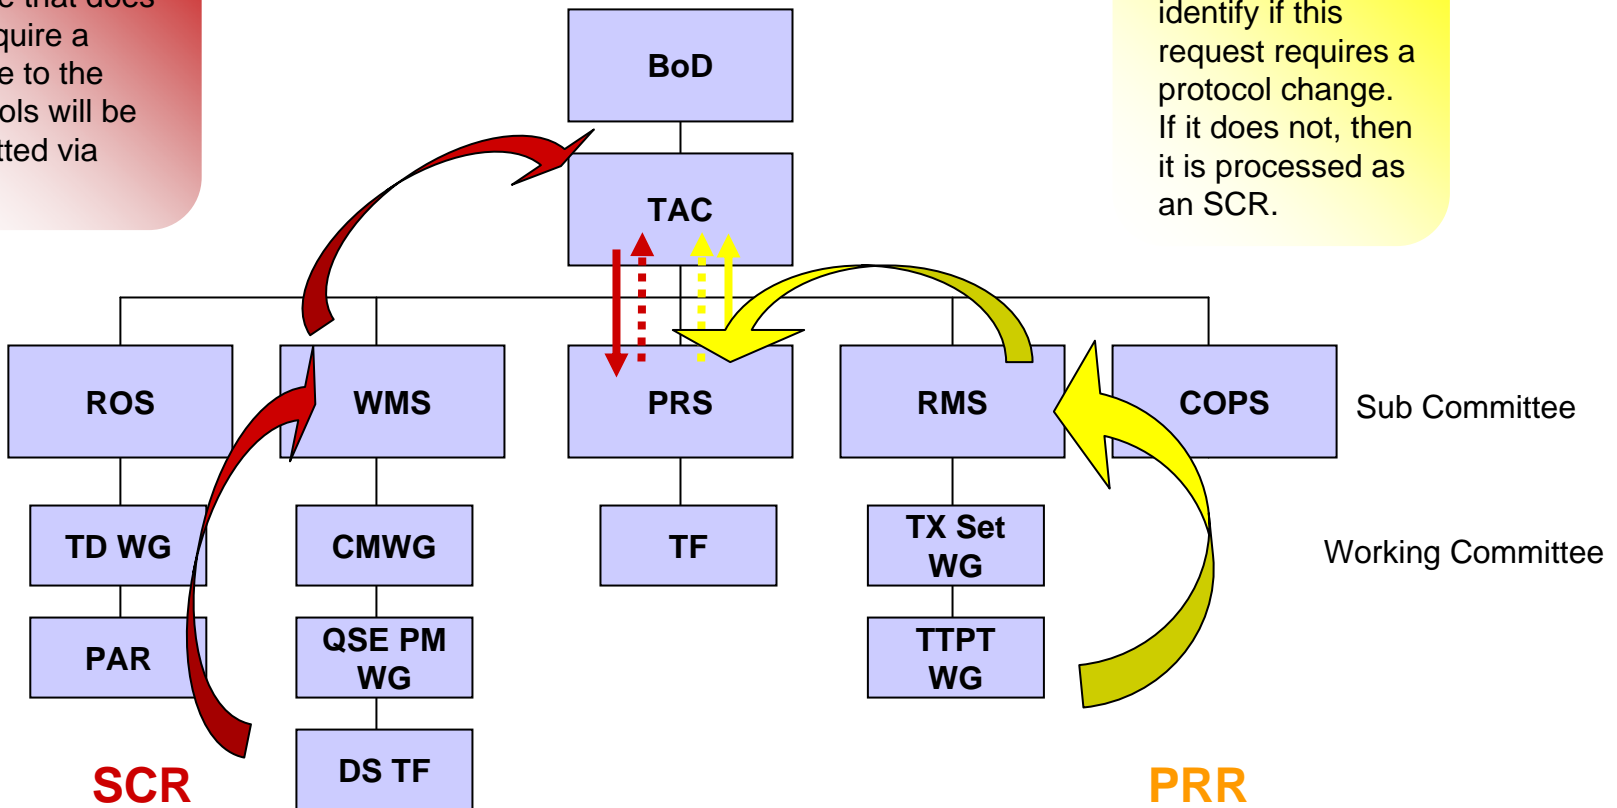 e that does
quire a
e to the
ols will be
tted via
identify if this
request requires a
protocol change.
If it does not, then
it is processed as
an SCR.
BoD
TAC
ROS
WMS
PRS
RMS
COPS
Sub Committee
TD WG
CMWG
TF
TX Set
WG
Working Committee
PAR
QSE PM
WG
TTPT
WG
DS TF
SCR
PRR